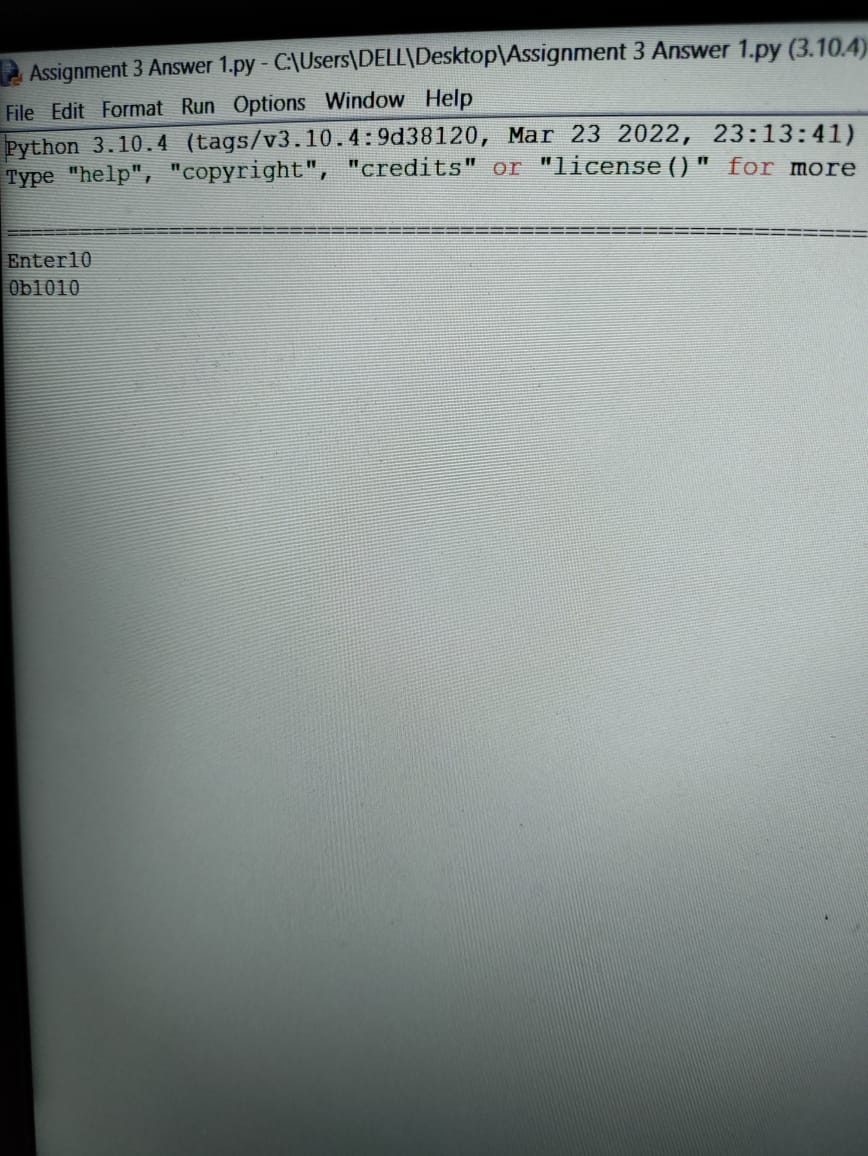 Assignment 3 Answer 1.py - C:\Users\DELL\Desktop\Assignment 3 Answer 1.py (3.10.4)
File Edit Format Run Options Window Help
Python 3.10.4 (tags/v3.10.4:9d38120, Mar 23 2022, 23:13:41)
Type "help", "copyright", "credits" or "license()" for more
======================================================================
Enter10
0b1010